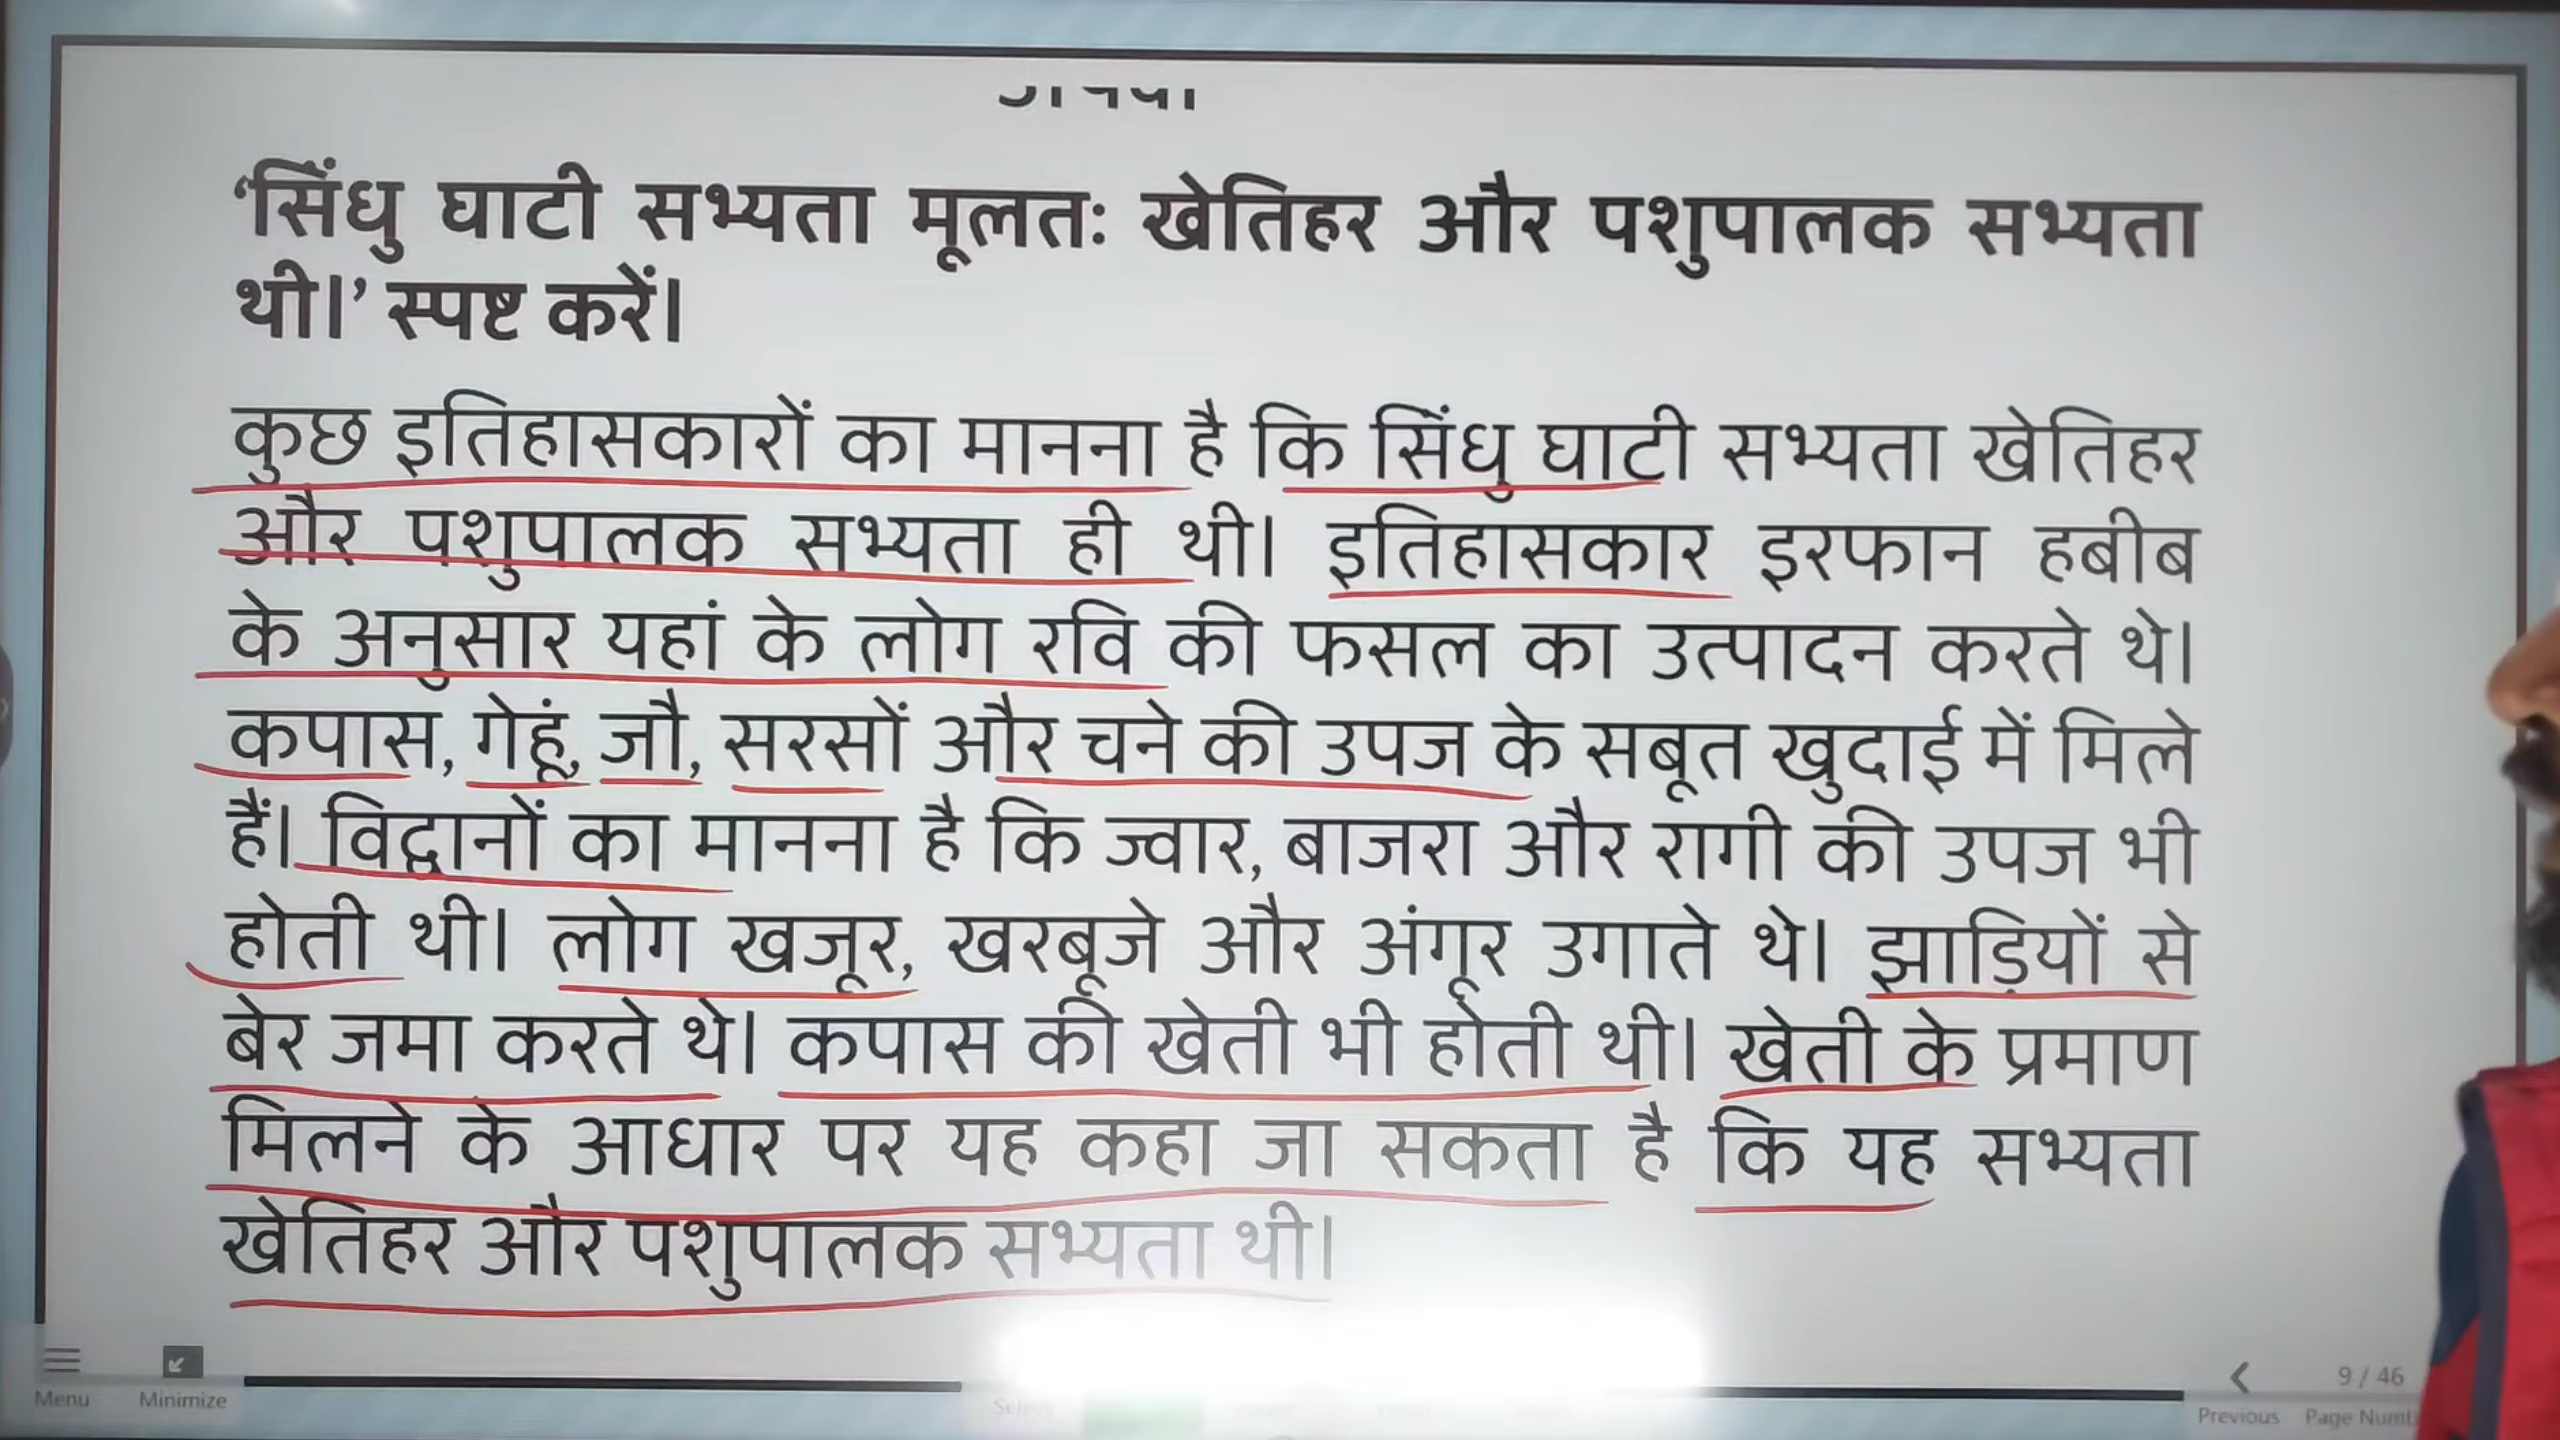 ‘सिंधु घाटी सभ्यता मूलतः खेतिहर और पशुपालक सभ्यता
थी।’ स्पष्ट करें।
कुछ इतिहासकारों का मानना है कि सिंधु घाटी सभ्यता खेतिहर
और पशुपालक सभ्यता ही थी। इतिहासकार इरफान हबीब
के अनुसार यहां के लोग रवि की फसल का उत्पादन करते थे।
कपास, गेहूं, जौ, सरसों और चने की उपज के सबूत खुदाई में मिले
हैं। विद्वानों का मानना है कि ज्वार, बाजरा और रागी की उपज भी
होती थी। लोग खजूर, खरबूजे और अंगूर उगाते थे। झाड़ियों से
बेर जमा करते थे। कपास की खेती भी होती थी। खेती के प्रमाण
मिलने के आधार पर यह कहा जा सकता है कि यह सभ्यता
खेतिहर और पशुपालक सभ्यता थी।
9 / 46
Menu Minimize Previous Page